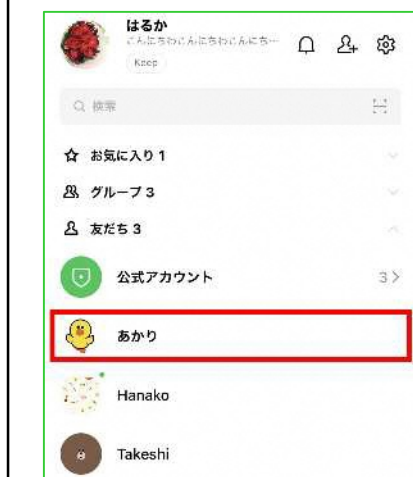 はるか
こんにちわこんにちわこんにち…
Keep
検索
お気に入り 1
グループ 3
友だち 3
公式アカウント 3
あかり
Hanako
Takeshi